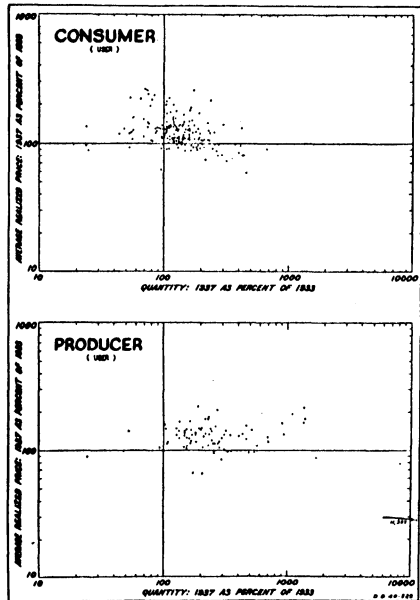 1000
CONSUMER
( USER )
AVERAGE REALIZED PRICE: 1937 AS PERCENT OF 1933
100
10
10
100
1000
10000
QUANTITY: 1937 AS PERCENT OF 1933
1000
PRODUCER
( USER )
AVERAGE REALIZED PRICE: 1937 AS PERCENT OF 1933
100
10
10
100
1000
10000
QUANTITY: 1937 AS PERCENT OF 1933